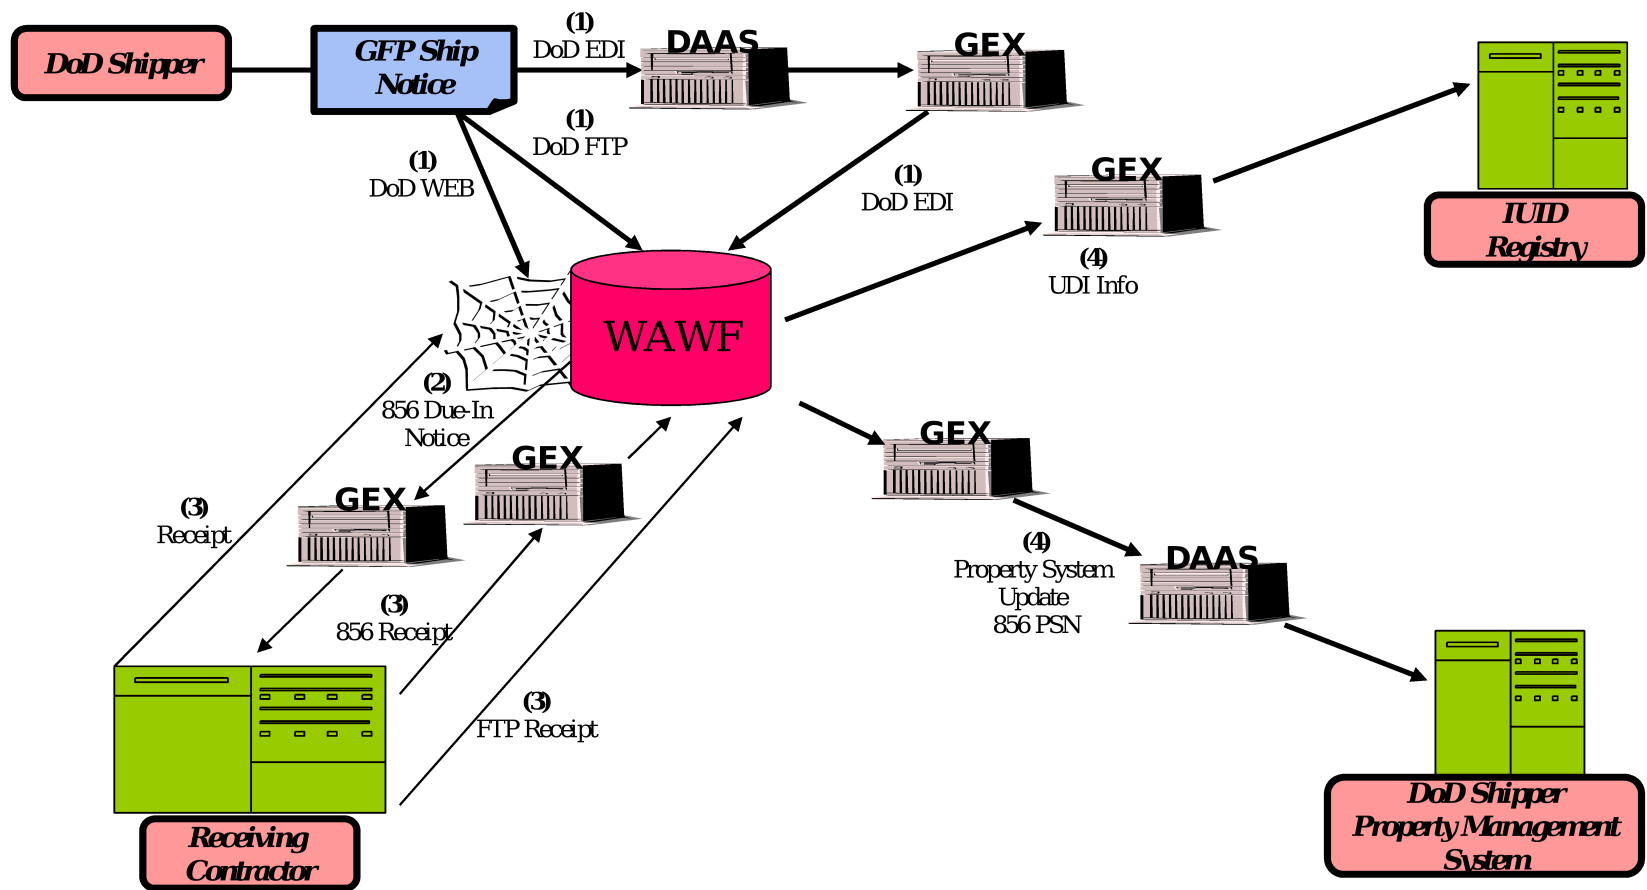 DoD Shipper
GFP Ship
Notice
(1)
DoD EDI
DAAS
GEX
(1)
DoD FTP
(1)
DoD WEB
(1)
DoD EDI
GEX
(4)
UDI Info
IUID
Registry
WAWF
(2)
856 Due-In
Notice
GEX
GEX
(3)
Receipt
(3)
856 Receipt
(3)
FTP Receipt
Receiving
Contractor
GEX
(4)
Property System
Update
856 PSN
DAAS
DoD Shipper
Property Management
System